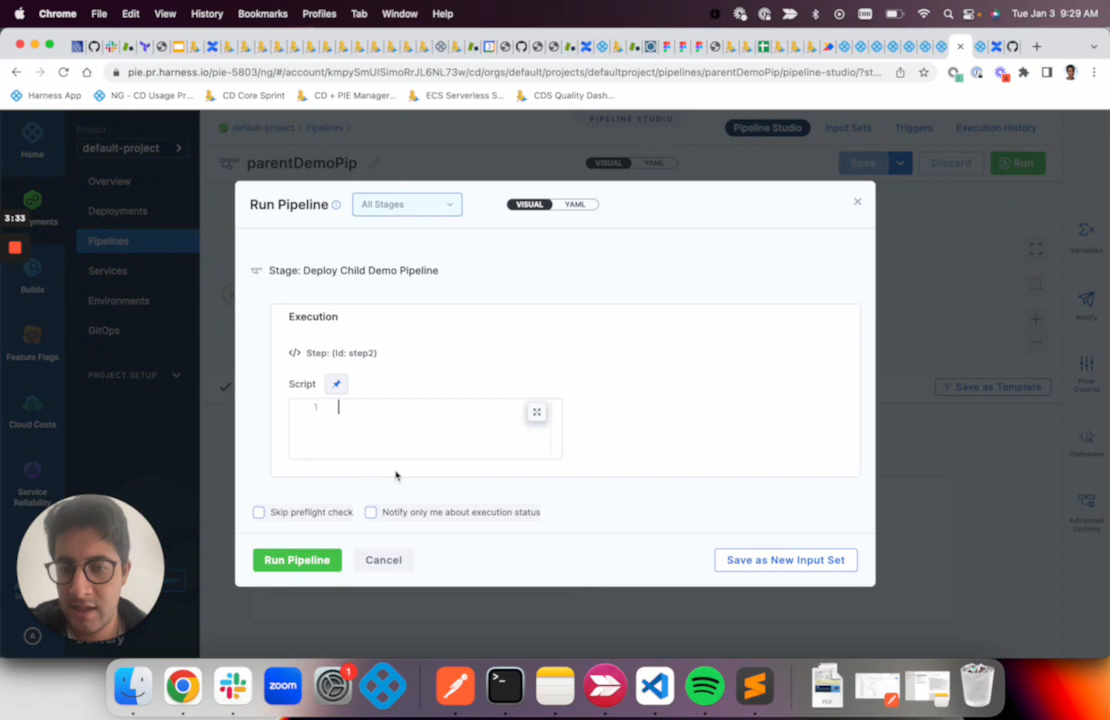 Chrome File Edit View History Bookmarks Profiles Tab Window Help Tue Jan 3 9:29 AM
pie.pr.harness.io/pie-5803/ng/#/account/kmpySmUISimoRrJL6NL73w/cd/orgs/default/projects/defaultproject/pipelines/parentDemoPip/pipeline-studio/?st...
Harness App NG - CD Usage Pr... CD Core Sprint CD + PIE Manager... ECS Serverless S... CDS Quality Dash...
Home
Project
default-project
Overview
Deployments
Pipelines
Services
Environments
GitOps
PROJECT SETUP
3:33
yments
Builds
Feature Flags
Cloud Costs
Service
Reliability
default-project > Pipelines >
PIPELINE STUDIO
Pipeline Studio Input Sets Triggers Execution History
parentDemoPip
VISUAL YAML
Save Discard Run
Run Pipeline All Stages VISUAL YAML
Stage: Deploy Child Demo Pipeline
Execution
</> Step: (Id: step2)
Script
1
Skip preflight check Notify only me about execution status
Run Pipeline Cancel Save as New Input Set
Variables
Notify
Flow
Control
Save as Template
Codebase
Advanced
Options
A
zoom
1
PDF